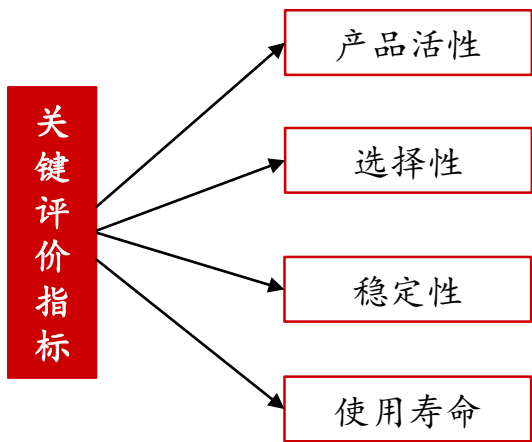 关键评价指标
产品活性
选择性
稳定性
使用寿命